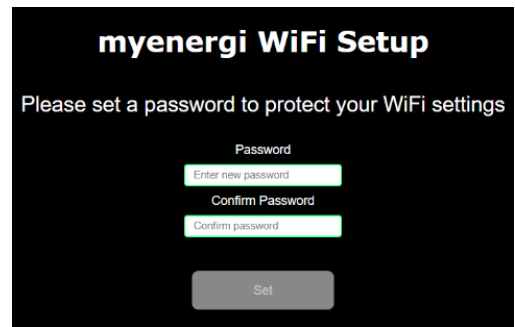 myenergi WiFi Setup
Please set a password to protect your WiFi settings
Password
Enter new password
Confirm Password
Confirm password
Set